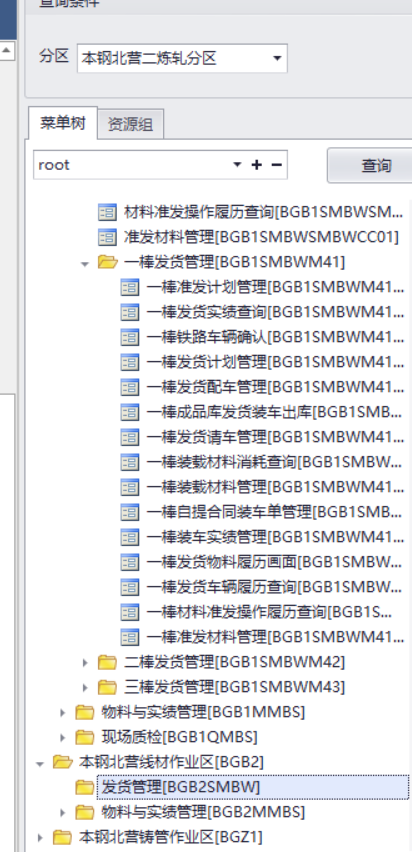 查询条件
分区 本钢北营二炼轧分区
菜单树 资源组
root 查询
材料准发操作履历查询[BGB1SMBWSM...
准发材料管理[BGB1SMBWSMBWCC01]
一棒发货管理[BGB1SMBWM41]
一棒准发计划管理[BGB1SMBWM41...
一棒发货实绩查询[BGB1SMBWM41...
一棒铁路车辆确认[BGB1SMBWM41...
一棒发货计划管理[BGB1SMBWM41...
一棒发货配车管理[BGB1SMBWM41...
一棒成品库发货装车出库[BGB1SMB...
一棒发货请车管理[BGB1SMBWM41...
一棒装载材料消耗查询[BGB1SMBW...
一棒装载材料管理[BGB1SMBWM41...
一棒自提合同装车单管理[BGB1SMB...
一棒装车实绩管理[BGB1SMBWM41...
一棒发货物料履历画面[BGB1SMBW...
一棒发货车辆履历查询[BGB1SMBW...
一棒材料准发操作履历查询[BGB1S...
一棒准发材料管理[BGB1SMBWM41...
二棒发货管理[BGB1SMBWM42]
三棒发货管理[BGB1SMBWM43]
物料与实绩管理[BGB1MMBS]
现场质检[BGB1QMBS]
本钢北营线材作业区[BGB2]
发货管理[BGB2SMBW]
物料与实绩管理[BGB2MMBS]
本钢北营铸管作业区[BGZ1]